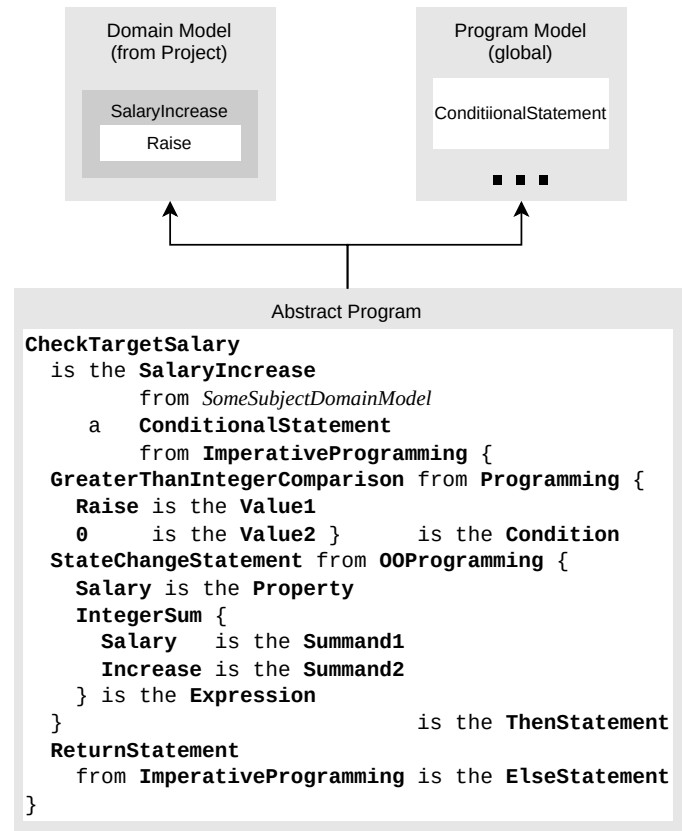 Domain Model
(from Project)
SalaryIncrease
Raise
Program Model
(global)
ConditiionalStatement
Abstract Program
CheckTargetSalary
is the SalaryIncrease
from SomeSubjectDomainModel
a ConditionalStatement
from ImperativeProgramming {
GreaterThanIntegerComparison from Programming {
Raise is the Value1
0 is the Value2 } is the Condition
StateChangeStatement from OOProgramming {
Salary is the Property
IntegerSum {
Salary is the Summand1
Increase is the Summand2
} is the Expression
} is the ThenStatement
ReturnStatement
from ImperativeProgramming is the ElseStatement
}